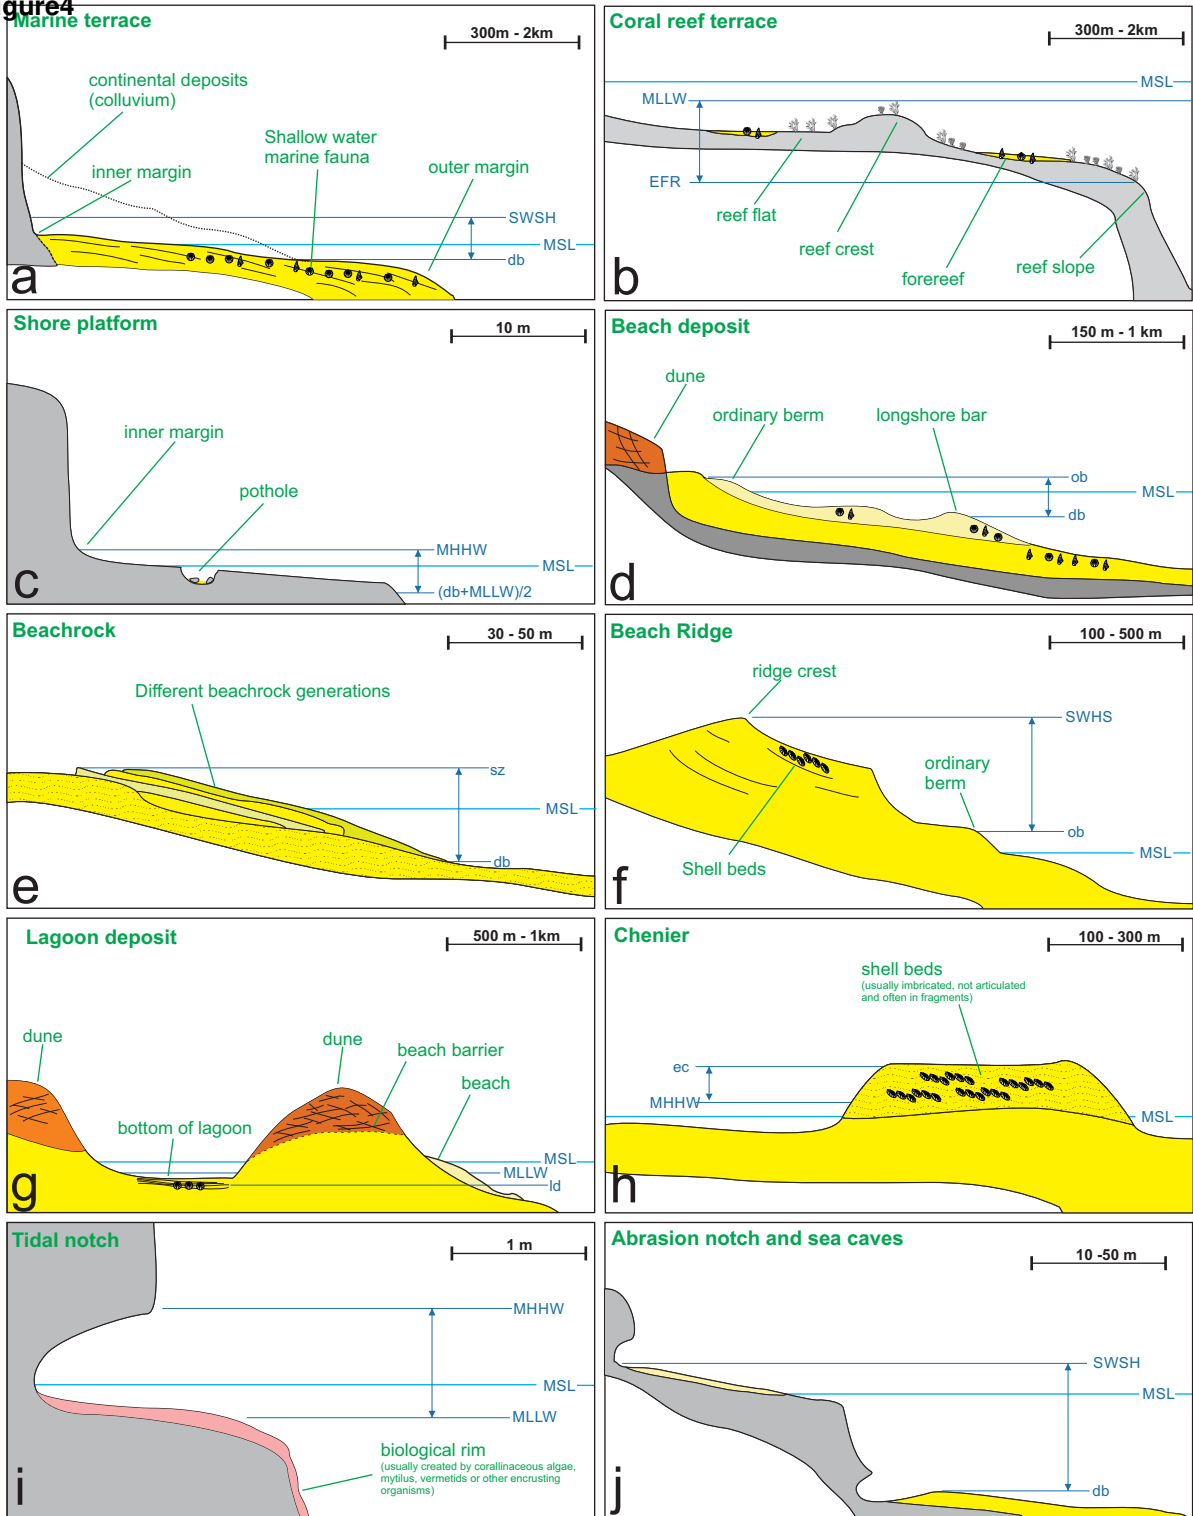 gure4
Marine terrace
300m - 2km
continental deposits
(colluvium)
Shallow water
marine fauna
inner margin
outer margin
SWSH
MSL
db
a
Coral reef terrace
300m - 2km
MSL
MLLW
EFR
reef flat
reef crest
forereef
reef slope
b
Shore platform
10 m
inner margin
pothole
MHHW
MSL
(db+MLLW)/2
c
Beach deposit
150 m - 1 km
dune
ordinary berm
longshore bar
ob
MSL
db
d
Beachrock
30 - 50 m
Different beachrock generations
sz
MSL
db
e
Beach Ridge
100 - 500 m
ridge crest
SWHS
ordinary
berm
ob
MSL
Shell beds
f
Lagoon deposit
500 m - 1km
dune
dune
beach barrier
beach
bottom of lagoon
MSL
MLLW
ld
g
Chenier
100 - 300 m
shell beds
(usually imbricated, not articulated
and often in fragments)
ec
MHHW
MSL
h
Tidal notch
1 m
MHHW
MSL
MLLW
biological rim
(usually created by corallinaceous algae,
mytilus, vermetids or other encrusting
organisms)
i
Abrasion notch and sea caves
10 -50 m
SWSH
MSL
db
j